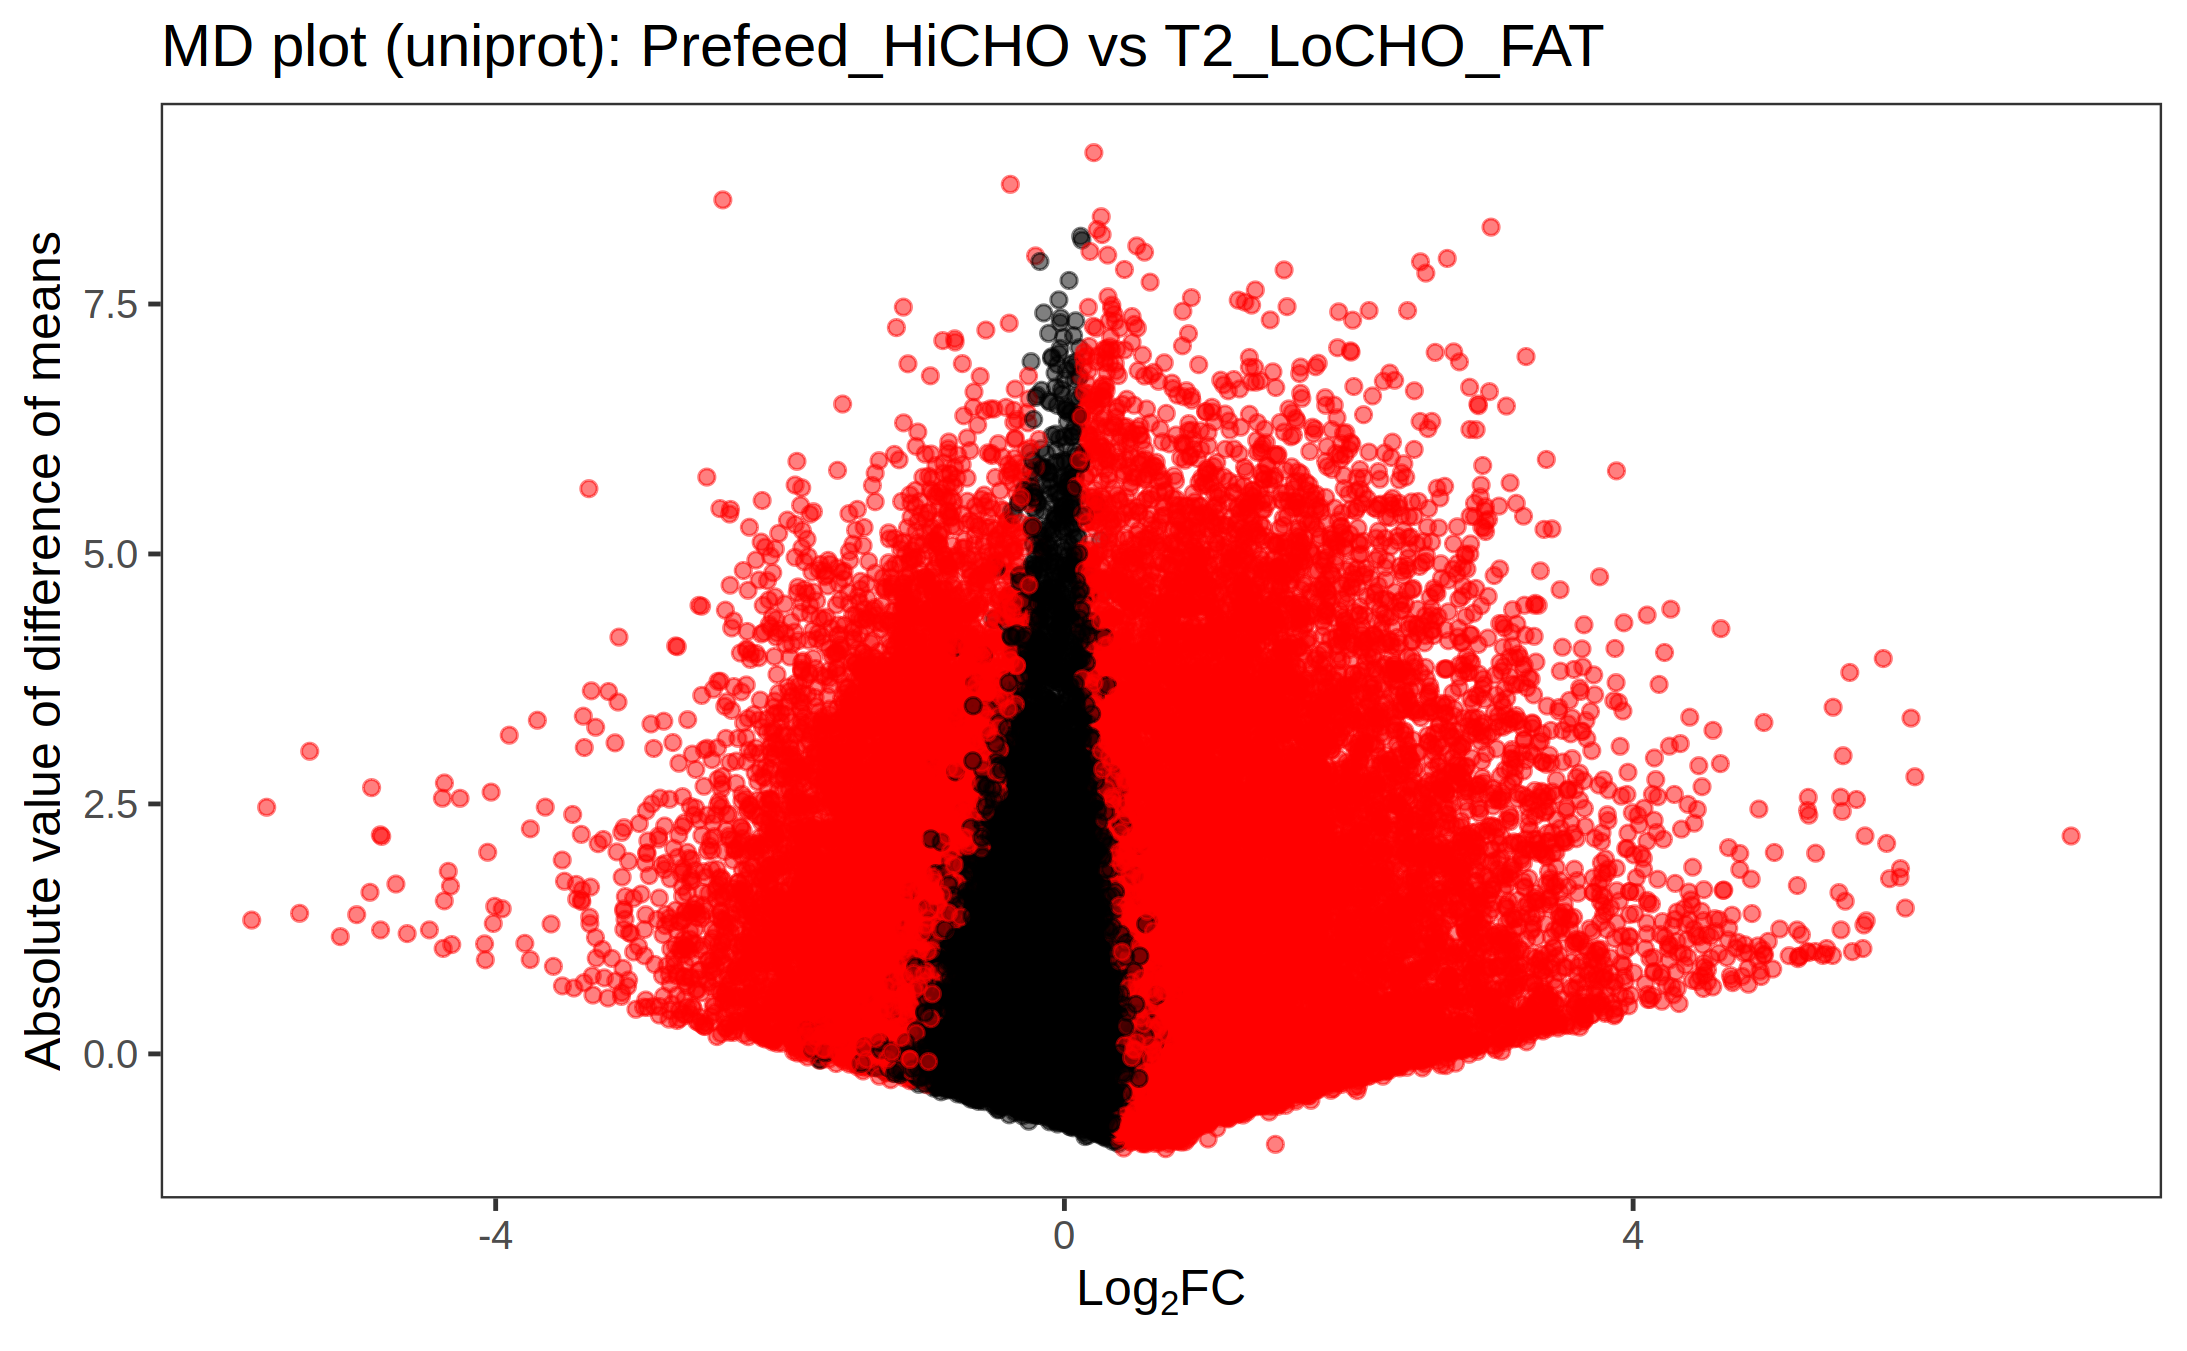 MD plot (uniprot): Prefeed_HiCHO vs T2_LoCHO_FAT
Absolute value of difference of means
7.5
5.0
2.5
0.0
-4 0 4
Log₂FC